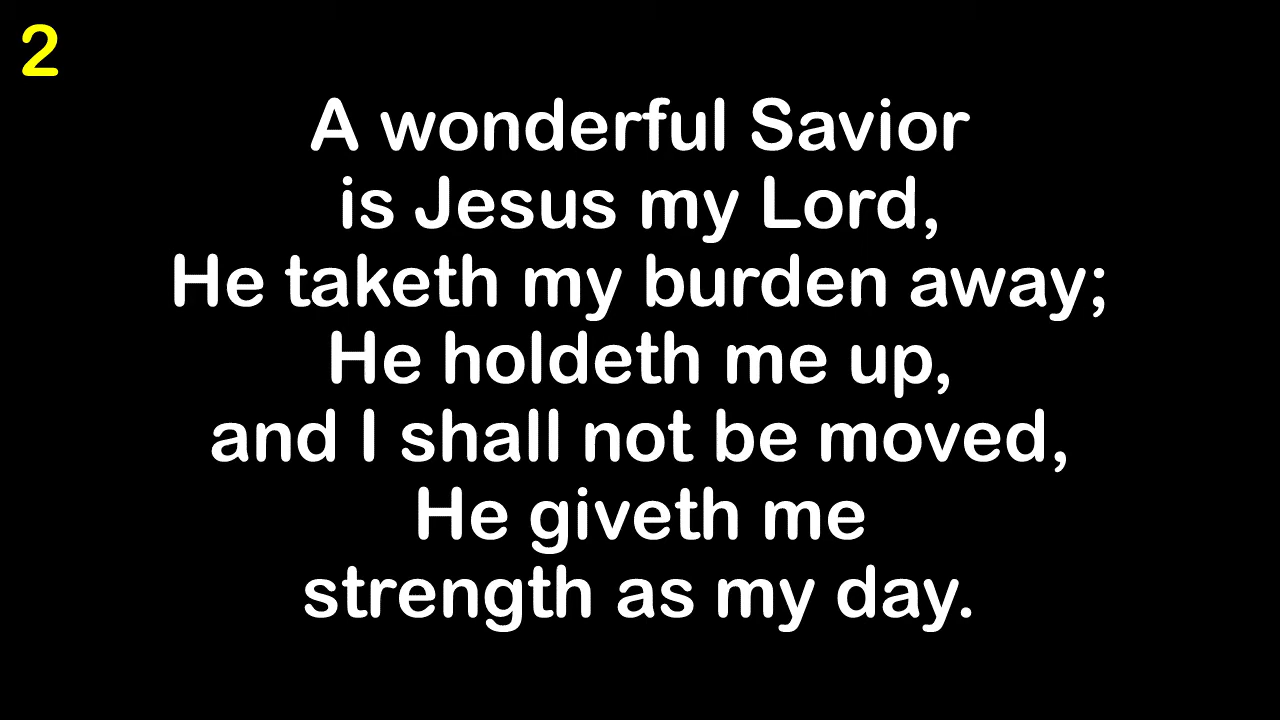 2
A wonderful Savior
is Jesus my Lord,
He taketh my burden away;
He holdeth me up,
and I shall not be moved,
He giveth me
strength as my day.